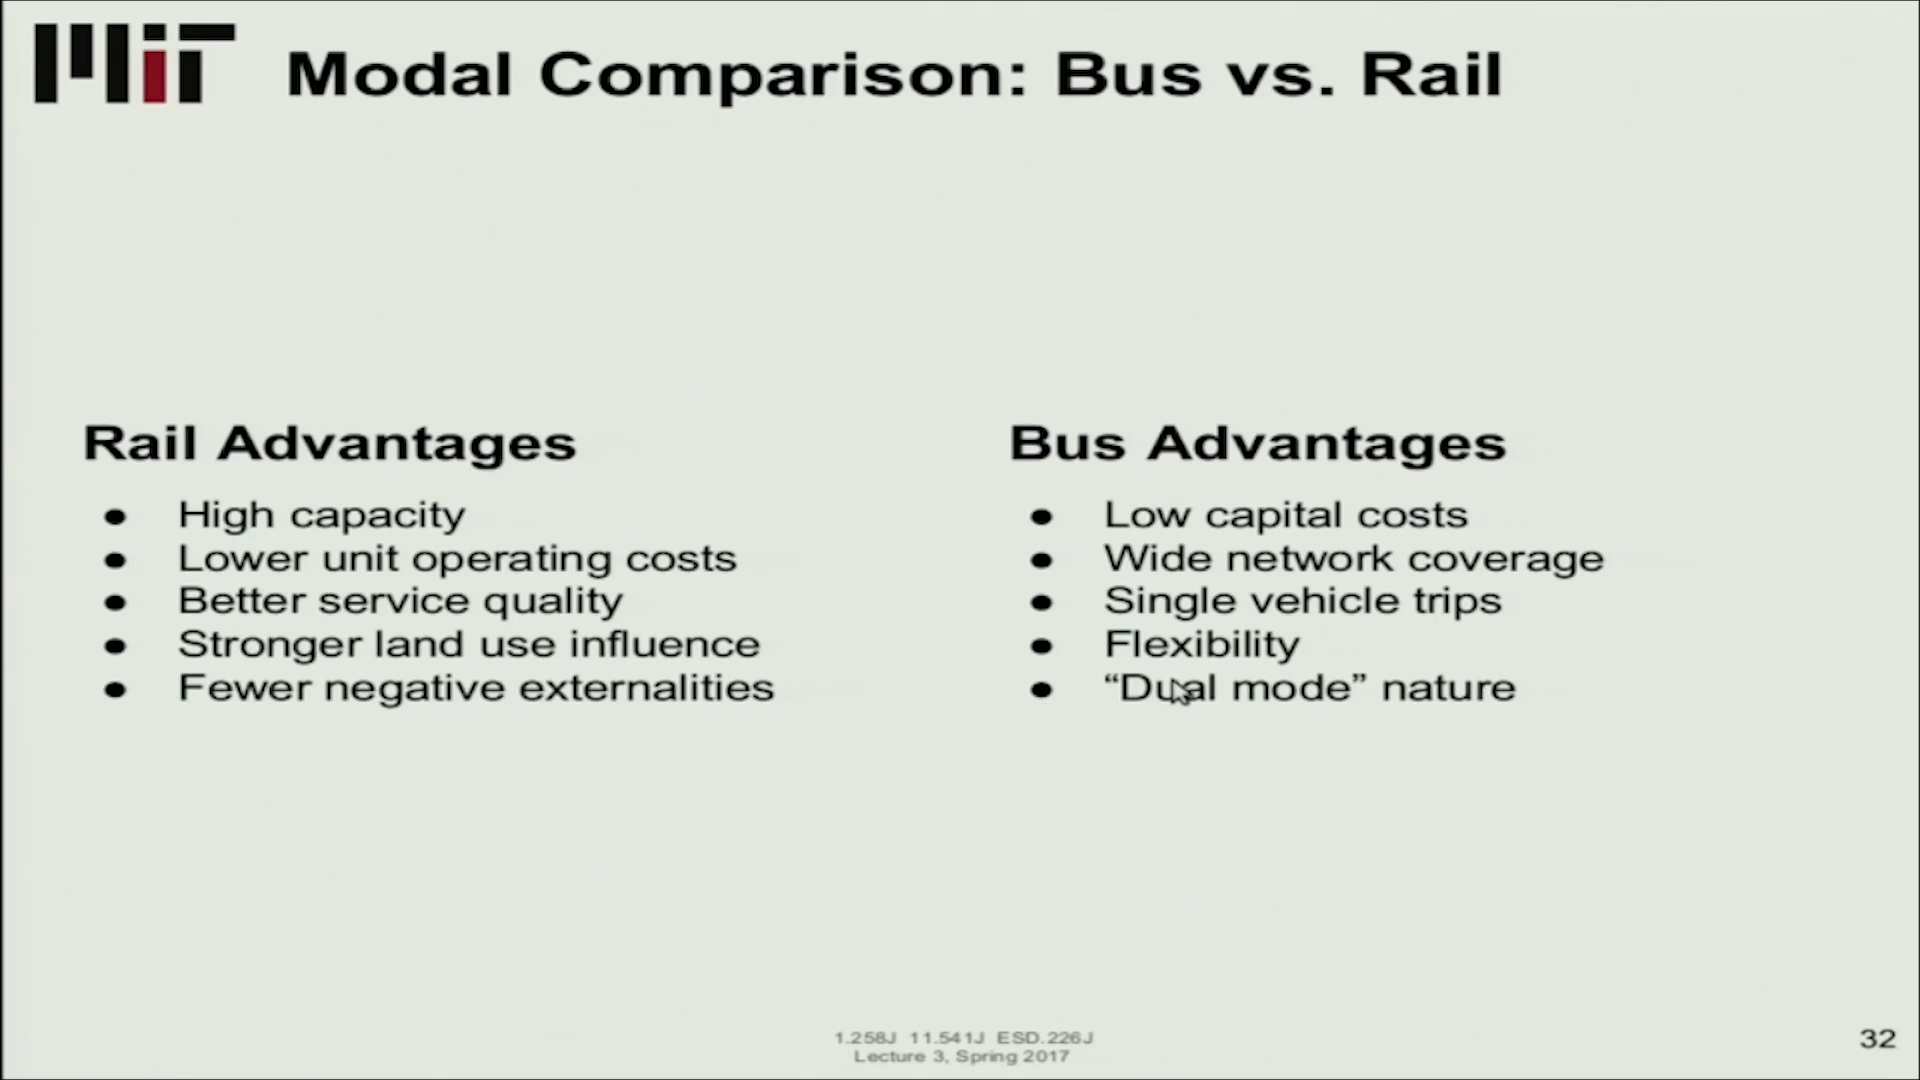 MIT
Modal Comparison: Bus vs. Rail
Rail Advantages
● High capacity
● Lower unit operating costs
● Better service quality
● Stronger land use influence
● Fewer negative externalities
Bus Advantages
● Low capital costs
● Wide network coverage
● Single vehicle trips
● Flexibility
● “Dual mode” nature
1.258J 11.541J ESD.226J
Lecture 3, Spring 2017
32